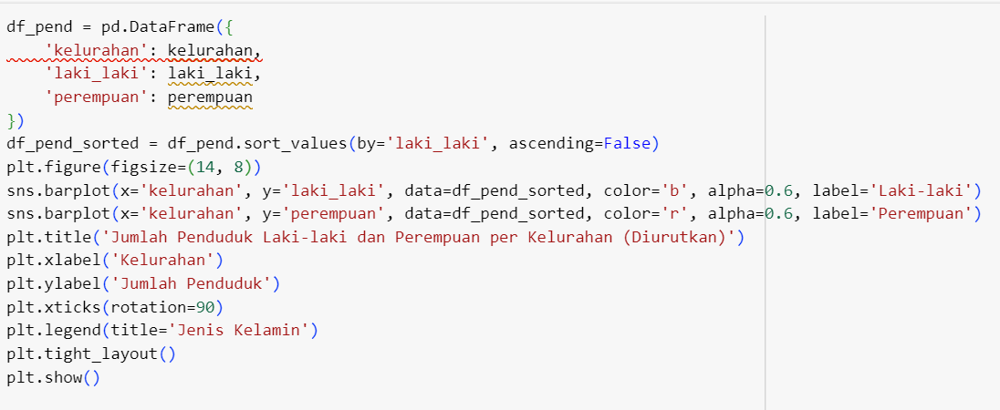 df_pend = pd.DataFrame({
    'kelurahan': kelurahan,
    'laki_laki': laki_laki,
    'perempuan': perempuan
})
df_pend_sorted = df_pend.sort_values(by='laki_laki', ascending=False)
plt.figure(figsize=(14, 8))
sns.barplot(x='kelurahan', y='laki_laki', data=df_pend_sorted, color='b', alpha=0.6, label='Laki-laki')
sns.barplot(x='kelurahan', y='perempuan', data=df_pend_sorted, color='r', alpha=0.6, label='Perempuan')
plt.title('Jumlah Penduduk Laki-laki dan Perempuan per Kelurahan (Diurutkan)')
plt.xlabel('Kelurahan')
plt.ylabel('Jumlah Penduduk')
plt.xticks(rotation=90)
plt.legend(title='Jenis Kelamin')
plt.tight_layout()
plt.show()